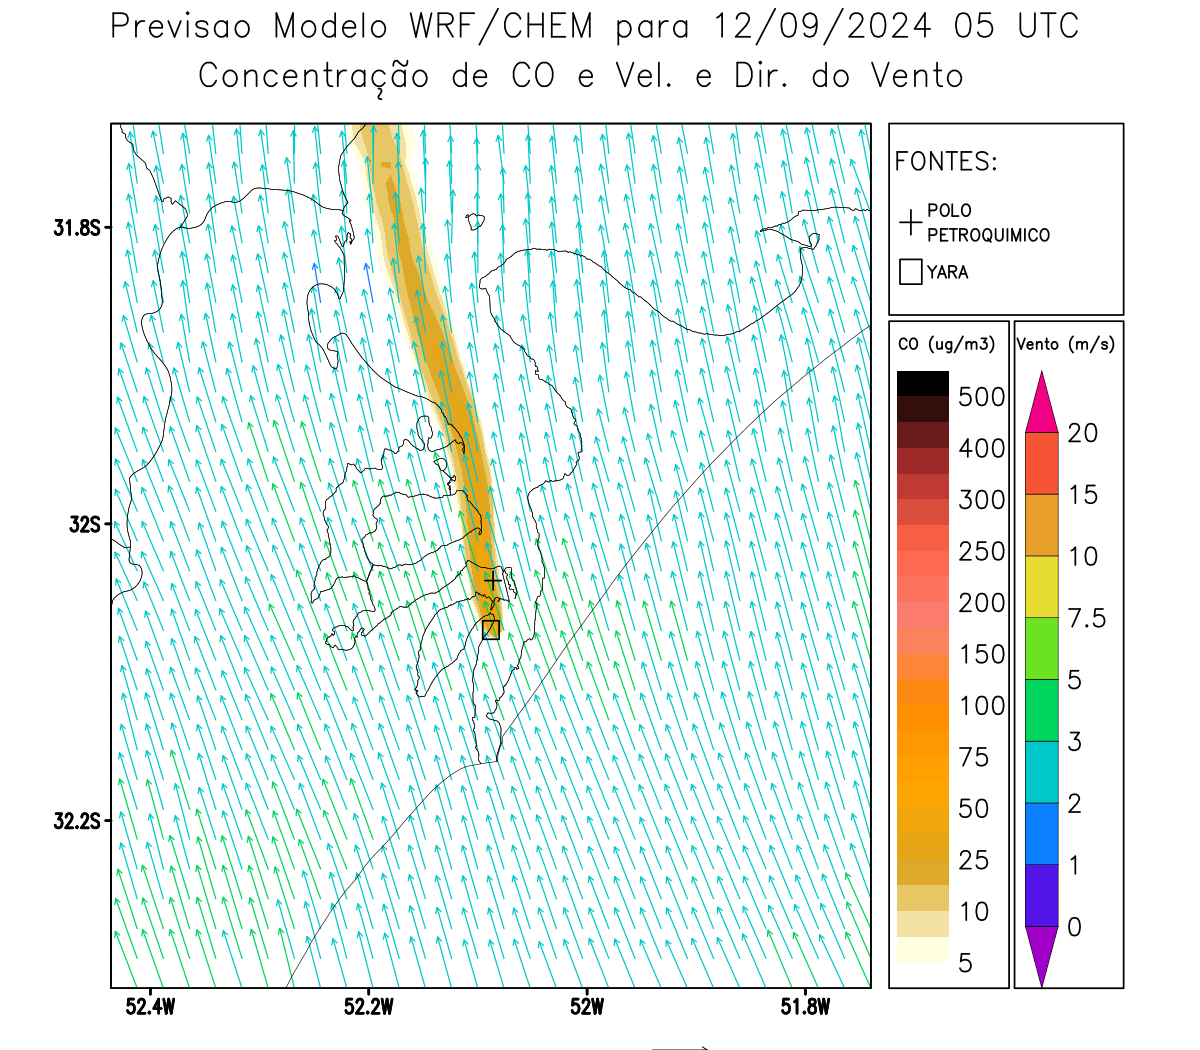 Previsao Modelo WRF/CHEM para 12/09/2024 05 UTC
Concentração de CO e Vel. e Dir. do Vento
FONTES:
POLO
PETROQUIMICO
YARA
31.8S
32S
32.2S
52.4W
52.2W
52W
51.8W
CO (ug/m3)
500
400
300
250
200
150
100
75
50
25
10
5
Vento (m/s)
20
15
10
7.5
5
3
2
1
0